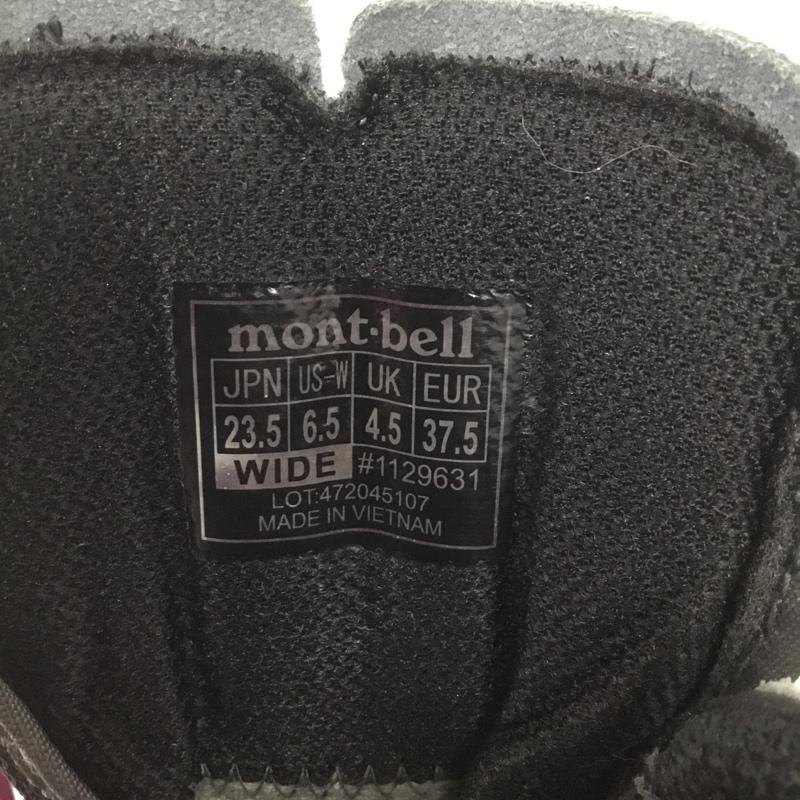 mont-bell
JPN US-W UK EUR
23.5 6.5 4.5 37.5
WIDE #1129631
LOT:472045107
MADE IN VIETNAM